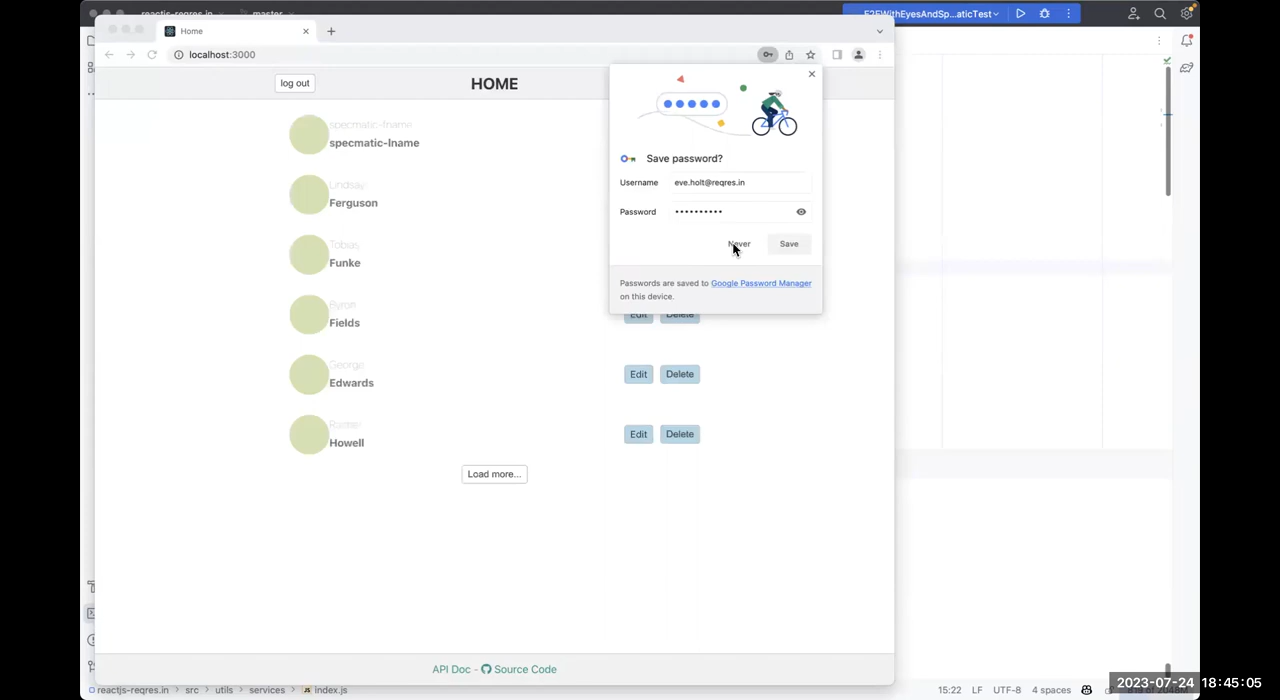 reactjs-reqres.in master E2EWithEyesAndSp...aticTest
Home
localhost:3000
log out HOME
specmatic-fname
specmatic-lname
Lindsay
Ferguson
Tobias
Funke
Byron
Fields
Edit Delete
George
Edwards
Edit Delete
Rachel
Howell
Edit Delete
Load more...
Save password?
Username eve.holt@reqres.in
Password ••••••••••
Never Save
Passwords are saved to Google Password Manager
on this device.
API Doc - Source Code
reactjs-reqres.in > src > utils > services > index.js
15:22 LF UTF-8 4 spaces
2023-07-24 18:45:05